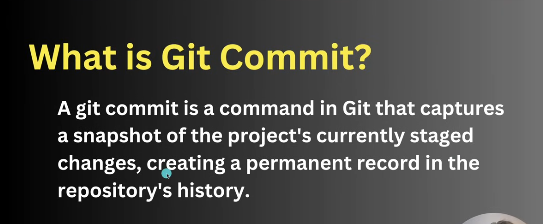 What is Git Commit?
A git commit is a command in Git that captures
a snapshot of the project's currently staged
changes, creating a permanent record in the
repository's history.